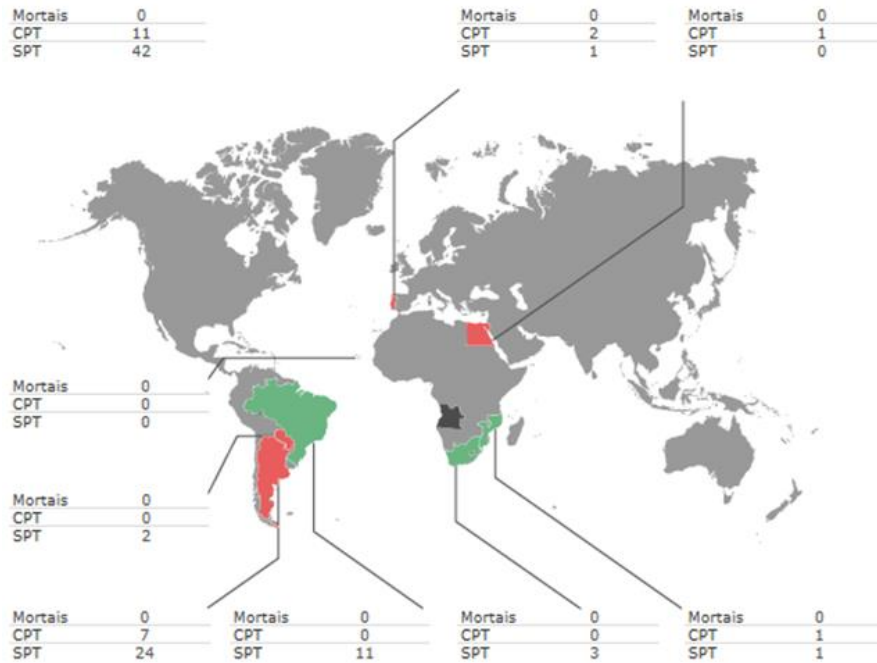 Mortais 0
CPT 11
SPT 42
Mortais 0
CPT 2
SPT 1
Mortais 0
CPT 1
SPT 0
Mortais 0
CPT 0
SPT 0
Mortais 0
CPT 0
SPT 2
Mortais 0
CPT 7
SPT 24
Mortais 0
CPT 0
SPT 11
Mortais 0
CPT 0
SPT 3
Mortais 0
CPT 1
SPT 1